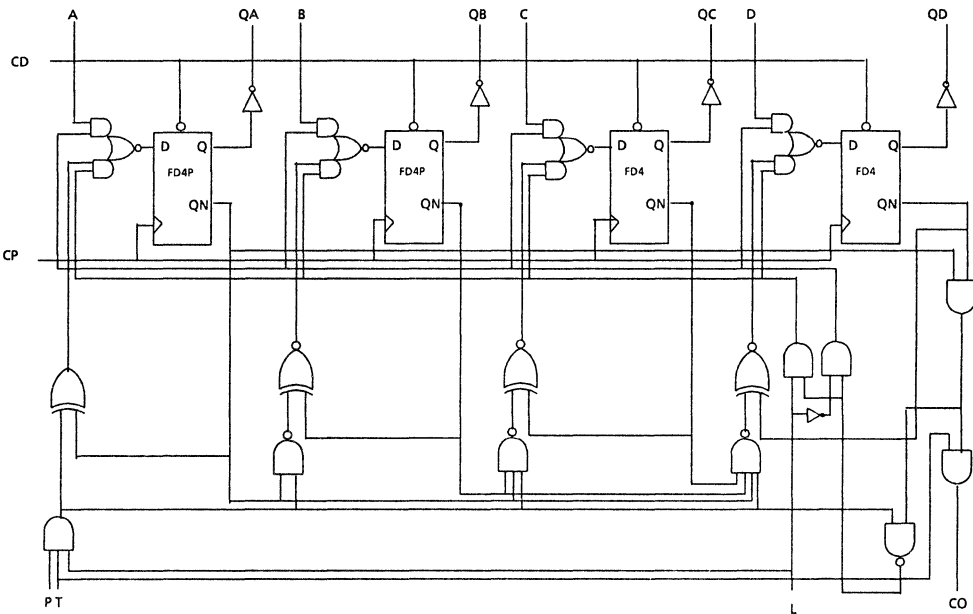 A QA B QB C QC D QD
CD
D Q D Q D Q D Q
FD4P FD4P FD4 FD4
QN QN QN QN
CP
P T L CO